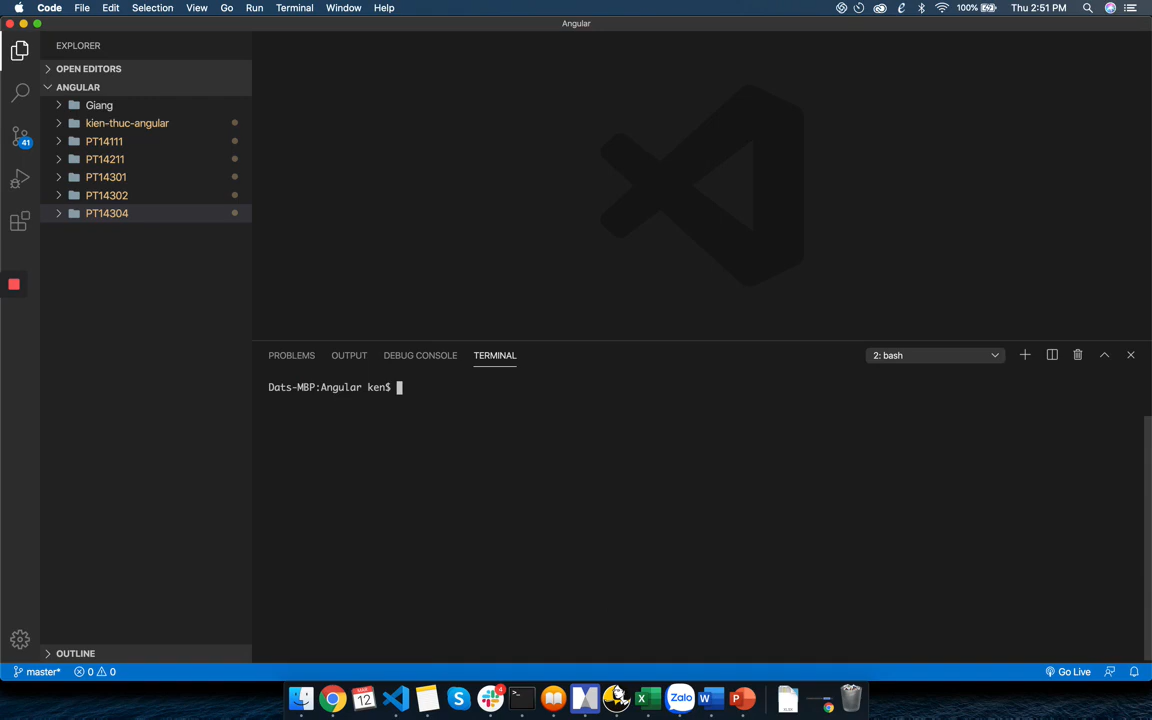 Code File Edit Selection View Go Run Terminal Window Help 100% Thu 2:51 PM
Angular
EXPLORER
OPEN EDITORS
ANGULAR
Giang
kien-thuc-angular
41
PT14111
PT14211
PT14301
PT14302
PT14304
PROBLEMS OUTPUT DEBUG CONSOLE TERMINAL 2: bash
Dats-MBP:Angular ken$
OUTLINE
master* 0 0 Go Live
4
12
Zalo